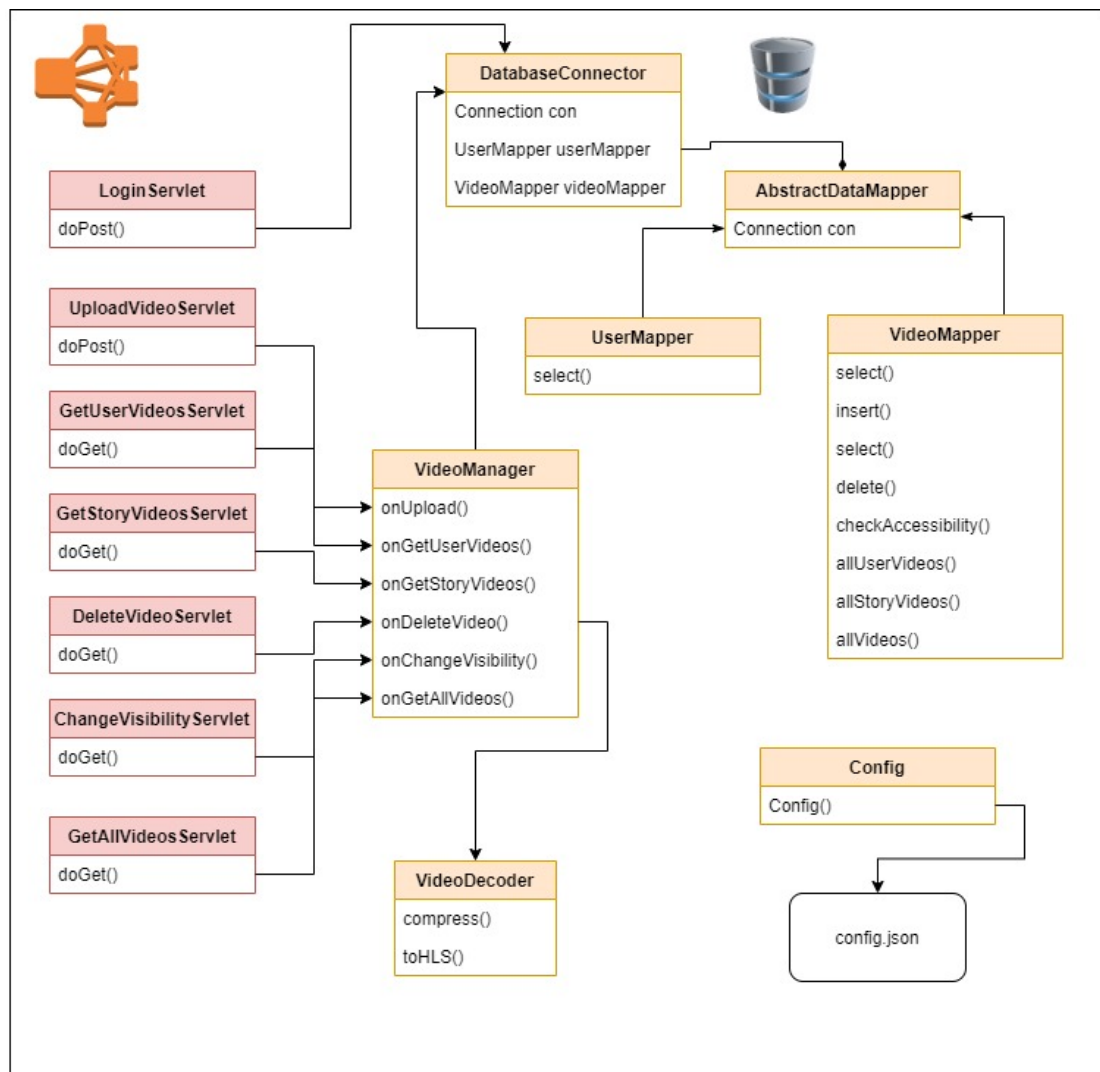 DatabaseConnector
Connection con
UserMapper userMapper
VideoMapper videoMapper
LoginServlet
doPost()
AbstractDataMapper
Connection con
UploadVideoServlet
doPost()
UserMapper
select()
VideoMapper
select()
insert()
select()
delete()
checkAccessibility()
allUserVideos()
allStoryVideos()
allVideos()
GetUserVideosServlet
doGet()
GetStoryVideosServlet
doGet()
DeleteVideoServlet
doGet()
ChangeVisibilityServlet
doGet()
GetAllVideosServlet
doGet()
VideoManager
onUpload()
onGetUserVideos()
onGetStoryVideos()
onDeleteVideo()
onChangeVisibility()
onGetAllVideos()
VideoDecoder
compress()
toHLS()
Config
Config()
config.json